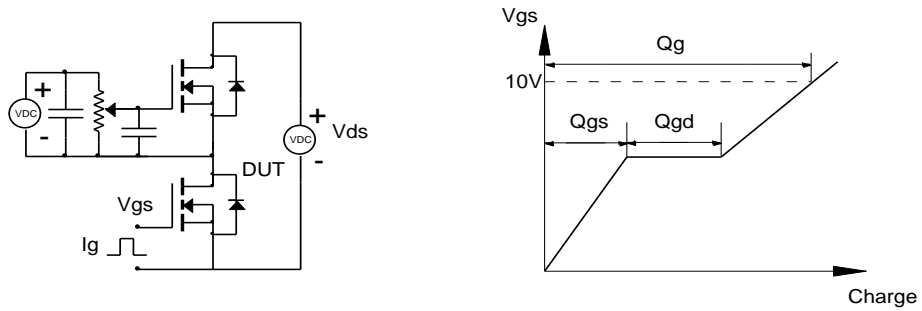 +
VDC
-
+
VDC
-
Vds
DUT
Vgs
Ig
Vgs
Qg
10V
Qgs
Qgd
Charge